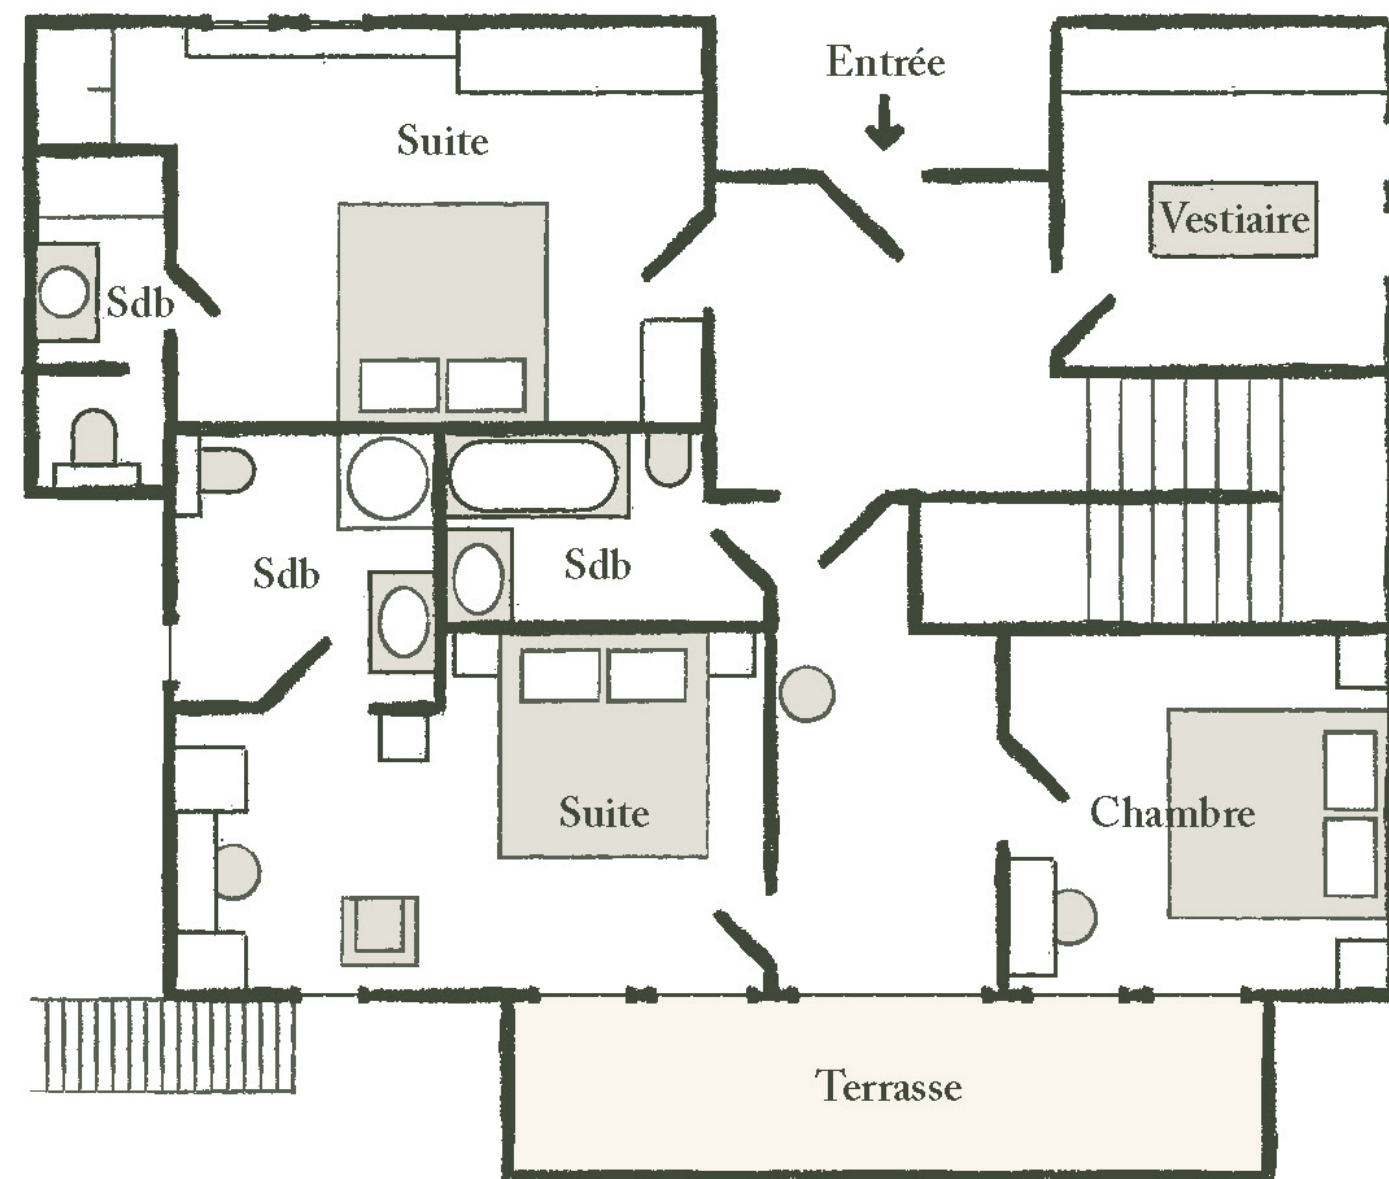 Entrée
Suite
Vestiaire
Sdb
Sdb
Sdb
Suite
Chambre
Terrasse